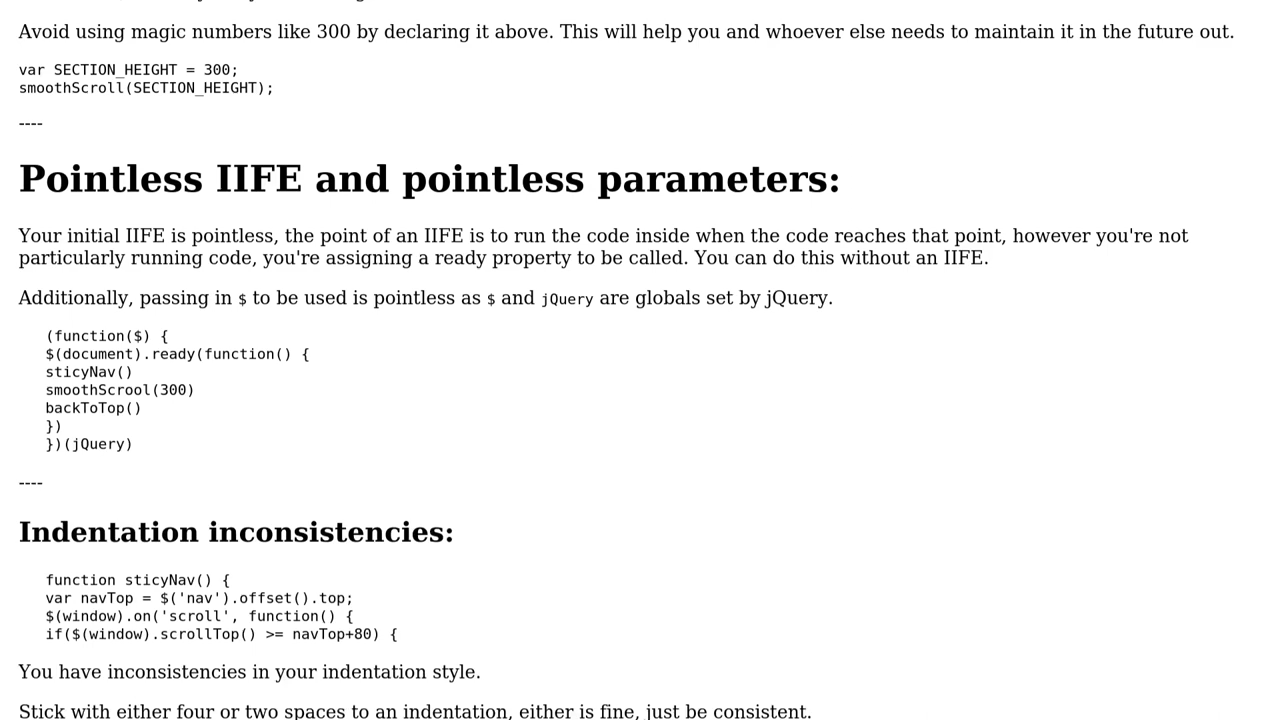 Avoid using magic numbers like 300 by declaring it above. This will help you and whoever else needs to maintain it in the future out.
var SECTION_HEIGHT = 300;
smoothScroll(SECTION_HEIGHT);
----
Pointless IIFE and pointless parameters:
Your initial IIFE is pointless, the point of an IIFE is to run the code inside when the code reaches that point, however you're not
particularly running code, you're assigning a ready property to be called. You can do this without an IIFE.
Additionally, passing in $ to be used is pointless as $ and jQuery are globals set by jQuery.
(function($) {
$(document).ready(function() {
sticyNav()
smoothScrool(300)
backToTop()
})
})(jQuery)
----
Indentation inconsistencies:
function sticyNav() {
var navTop = $('nav').offset().top;
$(window).on('scroll', function() {
if($(window).scrollTop() >= navTop+80) {
You have inconsistencies in your indentation style.
Stick with either four or two spaces to an indentation, either is fine, just be consistent.